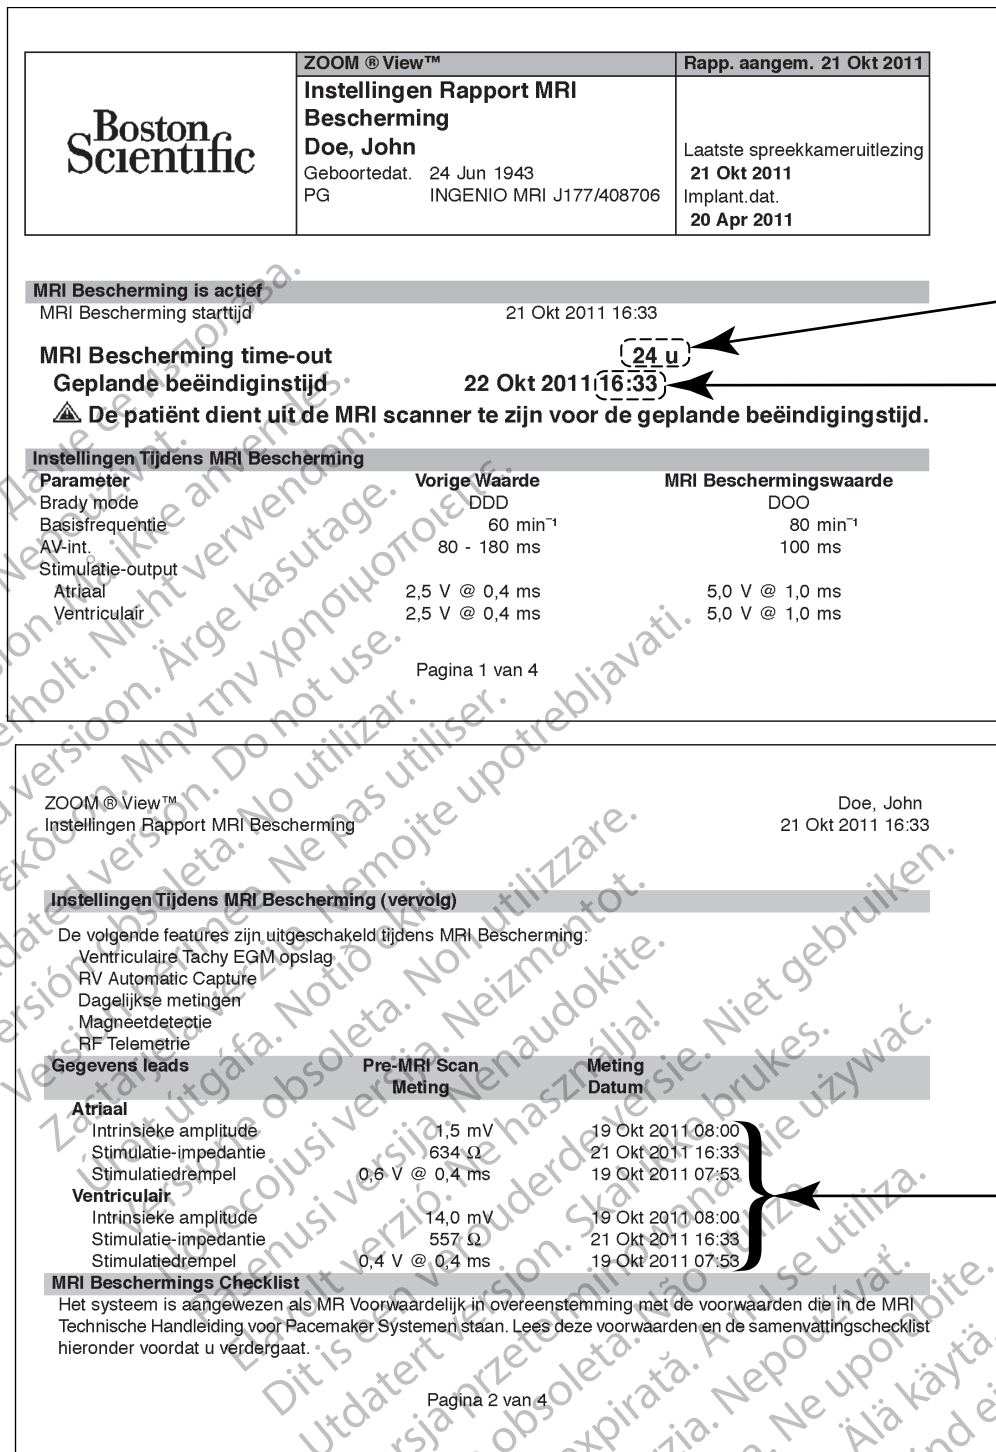 Boston
Scientific
ZOOM ® View™
Instellingen Rapport MRI
Bescherming
Doe, John
Geboortedat. 24 Jun 1943
PG INGENIO MRI J177/408706
Rapp. aangem. 21 Okt 2011
Laatste spreekkameruitlezing
21 Okt 2011
Implant.dat.
20 Apr 2011
MRI Bescherming is actief
MRI Bescherming starttijd 21 Okt 2011 16:33
MRI Bescherming time-out 24 u
Geplande beëindiginstijd 22 Okt 2011 16:33
De patiënt dient uit de MRI scanner te zijn voor de geplande beëindigingstijd.
Instellingen Tijdens MRI Bescherming
Parameter Vorige Waarde MRI Beschermingswaarde
Brady mode DDD DOO
Basisfrequentie 60 min⁻¹ 80 min⁻¹
AV-int. 80 - 180 ms 100 ms
Stimulatie-output
Atriaal 2,5 V @ 0,4 ms 5,0 V @ 1,0 ms
Ventriculair 2,5 V @ 0,4 ms 5,0 V @ 1,0 ms
Pagina 1 van 4
ZOOM ® View™ Doe, John
Instellingen Rapport MRI Bescherming 21 Okt 2011 16:33
Instellingen Tijdens MRI Bescherming (vervolg)
De volgende features zijn uitgeschakeld tijdens MRI Bescherming:
Ventriculaire Tachy EGM opslag
RV Automatic Capture
Dagelijkse metingen
Magneetdetectie
RF Telemetrie
Gegevens leads Pre-MRI Scan Meting
Meting Datum
Atriaal
Intrinsieke amplitude 1,5 mV 19 Okt 2011 08:00
Stimulatie-impedantie 634 Ω 21 Okt 2011 16:33
Stimulatiedrempel 0,6 V @ 0,4 ms 19 Okt 2011 07:53
Ventriculair
Intrinsieke amplitude 14,0 mV 19 Okt 2011 08:00
Stimulatie-impedantie 557 Ω 21 Okt 2011 16:33
Stimulatiedrempel 0,4 V @ 0,4 ms 19 Okt 2011 07:53
MRI Beschermings Checklist
Het systeem is aangewezen als MR Voorwaardelijk in overeenstemming met de voorwaarden die in de MRI
Technische Handleiding voor Pacemaker Systemen staan. Lees deze voorwaarden en de samenvattingschecklist
hieronder voordat u verdergaat.
Pagina 2 van 4